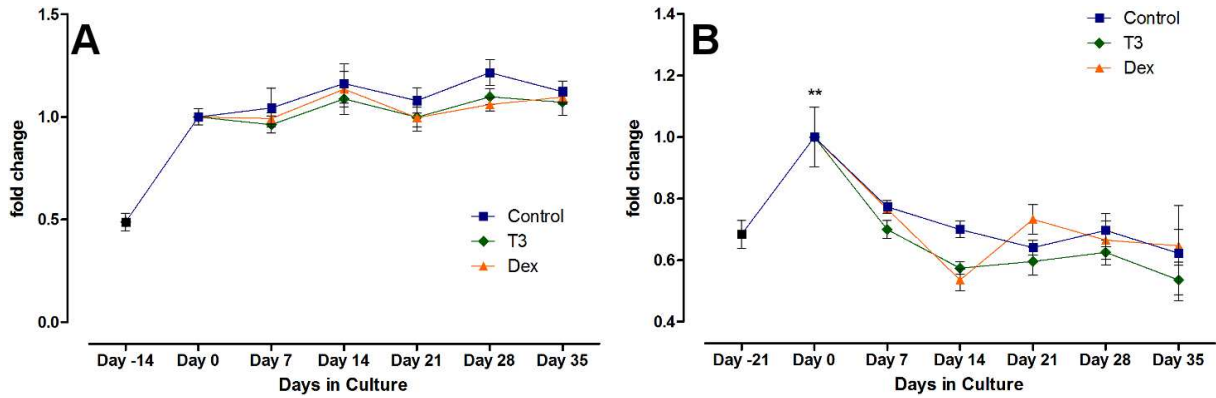 A
fold change
1.5
1.0
0.5
0.0
Control
T3
Dex
Day -14 Day 0 Day 7 Day 14 Day 21 Day 28 Day 35
Days in Culture
B
fold change
1.4
1.2
1.0
0.8
0.6
0.4
**
Control
T3
Dex
Day -21 Day 0 Day 7 Day 14 Day 21 Day 28 Day 35
Days in Culture